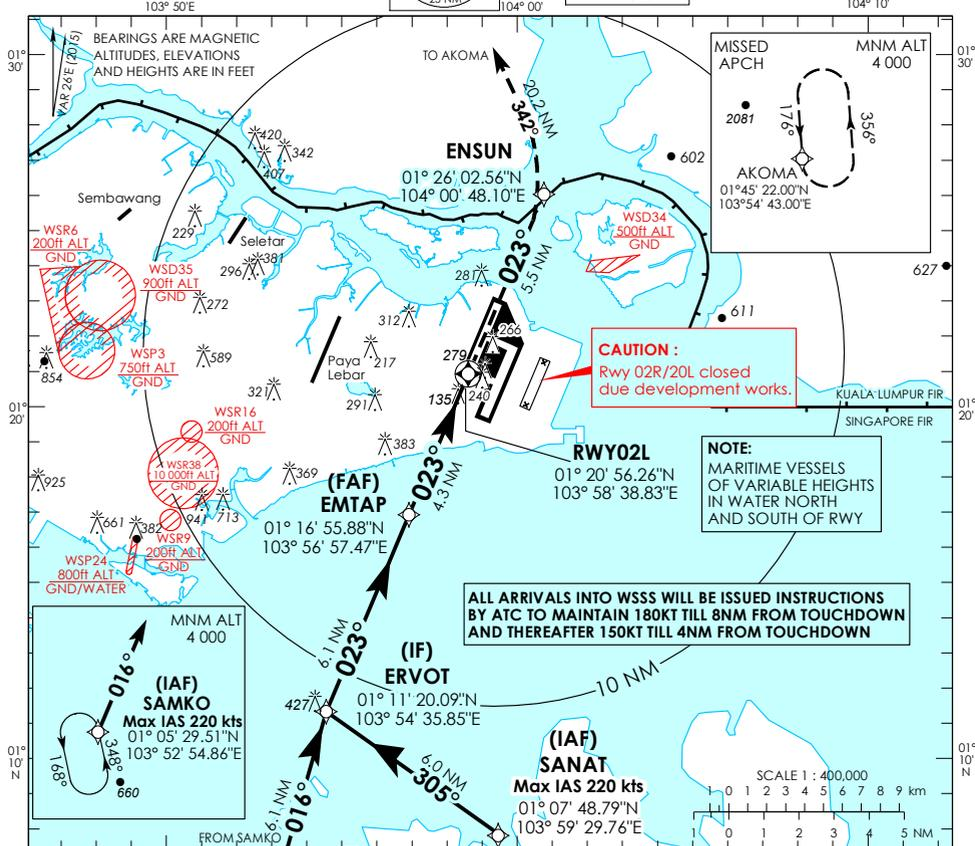 103° 50'E
25 NM
104° 00'
104° 10'
01°
30'
VAR 26'E (2015)
BEARINGS ARE MAGNETIC
ALTITUDES, ELEVATIONS
AND HEIGHTS ARE IN FEET
TO AKOMA
20.2 NM
342°
MISSED
APCH
MNM ALT
4 000
2081
176°
356°
AKOMA
01°45' 22.00"N
103°54' 43.00"E
420
407
342
ENSUN
01° 26' 02.56"N
104° 00' 48.10"E
602
Sembawang
229
Seletar
296
381
WSR6
200ft ALT
GND
WSD35
900ft ALT
GND
WSD34
500ft ALT
GND
627
023°
5.5 NM
281
272
312
611
589
Paya
Lebar
217
266
279
240
135
WSP3
750ft ALT
GND
854
321
291
CAUTION :
Rwy 02R/20L closed
due development works.
01°
20'
KUALA LUMPUR FIR
SINGAPORE FIR
01°
20'
WSR16
200ft ALT
GND
383
RWY02L
01° 20' 56.26"N
103° 58' 38.83"E
NOTE:
MARITIME VESSELS
OF VARIABLE HEIGHTS
IN WATER NORTH
AND SOUTH OF RWY
WSR38
10 000ft ALT
GND
369
925
023°
4.3 NM
(FAF)
EMTAP
01° 16' 55.88"N
103° 56' 57.47"E
661
382
941
713
WSR9
200ft ALT
GND
WSP24
800ft ALT
GND/WATER
ALL ARRIVALS INTO WSSS WILL BE ISSUED INSTRUCTIONS
BY ATC TO MAINTAIN 180KT TILL 8NM FROM TOUCHDOWN
AND THEREAFTER 150KT TILL 4NM FROM TOUCHDOWN
MNM ALT
4 000
016°
(IAF)
SAMKO
Max IAS 220 kts
01° 05' 29.51"N
103° 52' 54.86"E
168°
348°
660
6.1 NM
023°
(IF)
ERVOT
01° 11' 20.09"N
103° 54' 35.85"E
427
10 NM
(IAF)
SANAT
Max IAS 220 kts
01° 07' 48.79"N
103° 59' 29.76"E
6.0 NM
305°
6.1 NM
016°
FROM SAMKO
01°
10'
N
01°
10'
N
SCALE 1 : 400,000
1 0 1 2 3 4 5 6 7 8 9 km
1 0 1 2 3 4 5 NM